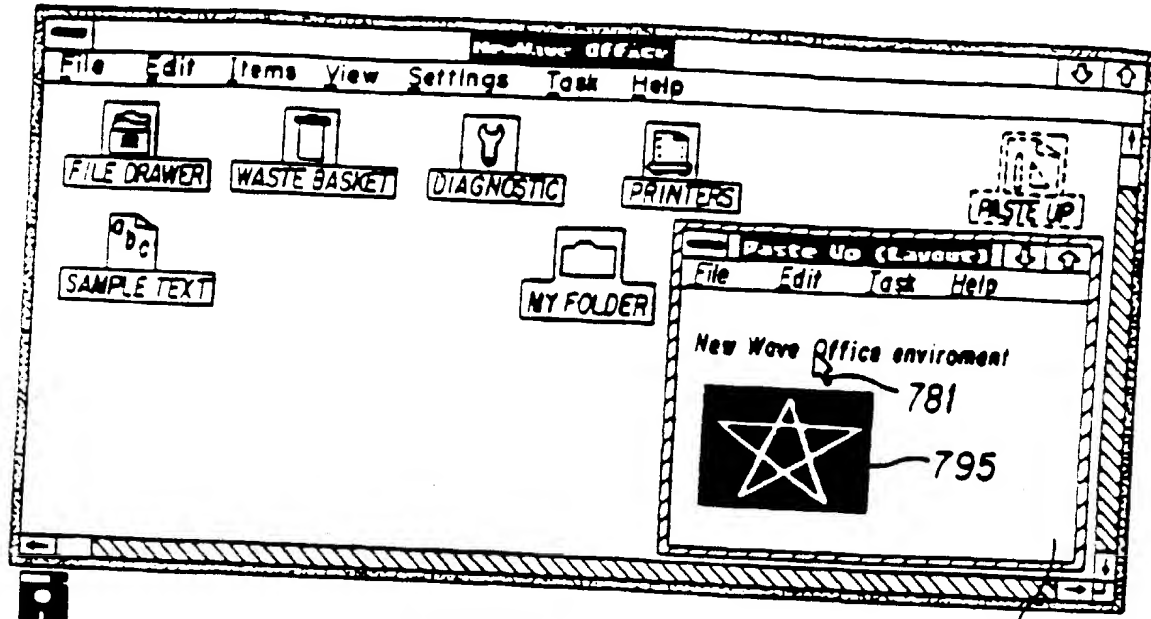 NewWave Office
File Edit Items View Settings Task Help
FILE DRAWER WASTE BASKET DIAGNOSTIC PRINTERS PASTE UP
abc
SAMPLE TEXT MY FOLDER
Paste Up (Layout)
File Edit Task Help
New Wave Office enviroment
781
795